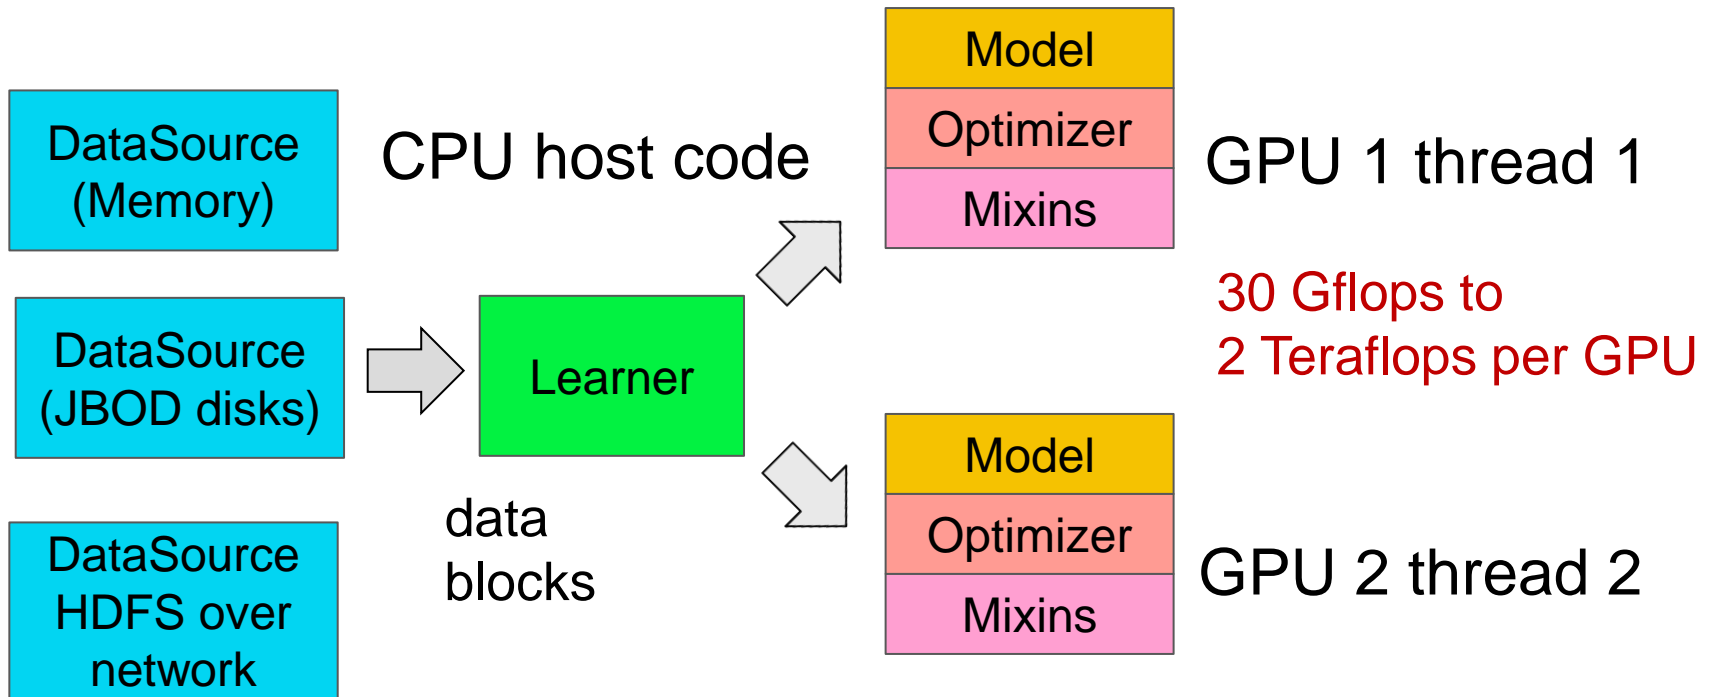 DataSource
(Memory)
DataSource
(JBOD disks)
DataSource
HDFS over
network
CPU host code
Learner
data
blocks
Model
Optimizer
Mixins
GPU 1 thread 1
30 Gflops to
2 Teraflops per GPU
Model
Optimizer
Mixins
GPU 2 thread 2